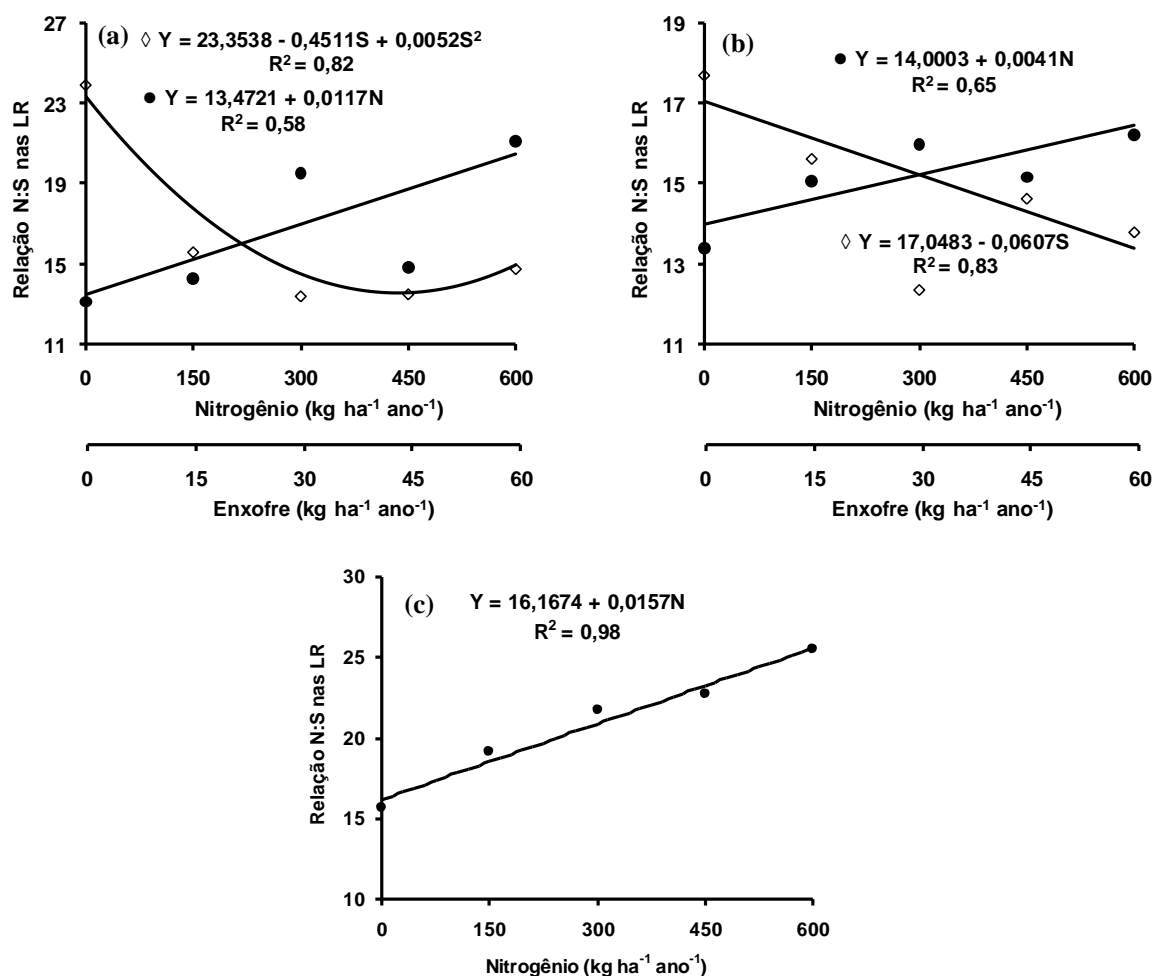 (a)
Y = 23,3538 - 0,4511S + 0,0052S²
R² = 0,82
Y = 13,4721 + 0,0117N
R² = 0,58
Relação N:S nas LR
27
23
19
15
11
0 150 300 450 600
Nitrogênio (kg ha⁻¹ ano⁻¹)
0 15 30 45 60
Enxofre (kg ha⁻¹ ano⁻¹)
(b)
Y = 14,0003 + 0,0041N
R² = 0,65
Y = 17,0483 - 0,0607S
R² = 0,83
Relação N:S nas LR
19
17
15
13
11
0 150 300 450 600
Nitrogênio (kg ha⁻¹ ano⁻¹)
0 15 30 45 60
Enxofre (kg ha⁻¹ ano⁻¹)
(c)
Y = 16,1674 + 0,0157N
R² = 0,98
Relação N:S nas LR
30
25
20
15
10
0 150 300 450 600
Nitrogênio (kg ha⁻¹ ano⁻¹)